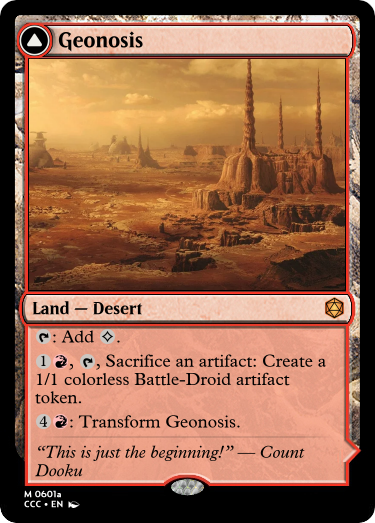 Geonosis
Land — Desert
: Add .
1 , , Sacrifice an artifact: Create a
1/1 colorless Battle-Droid artifact
token.
4 : Transform Geonosis.
“This is just the beginning!” — Count
Dooku
M 0601a
CCC • EN